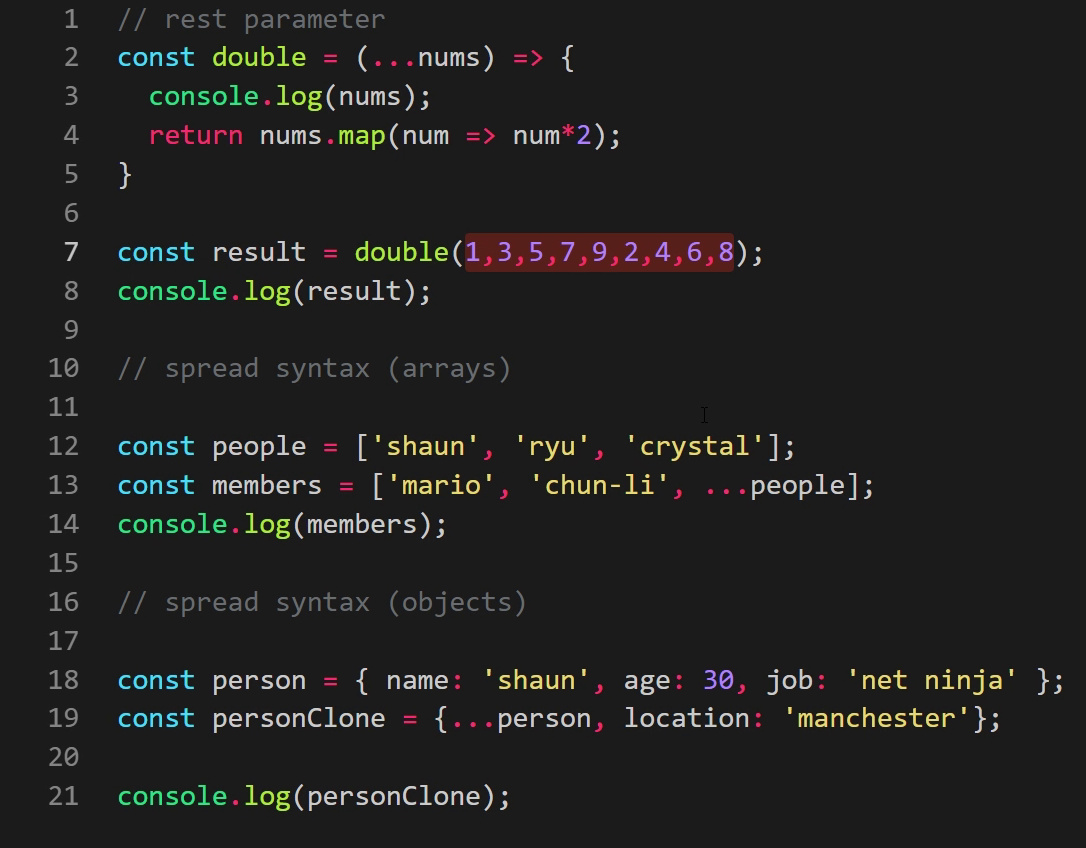 1 // rest parameter
2 const double = (...nums) => {
3   console.log(nums);
4   return nums.map(num => num*2);
5 }
6
7 const result = double(1,3,5,7,9,2,4,6,8);
8 console.log(result);
9
10 // spread syntax (arrays)
11
12 const people = ['shaun', 'ryu', 'crystal'];
13 const members = ['mario', 'chun-li', ...people];
14 console.log(members);
15
16 // spread syntax (objects)
17
18 const person = { name: 'shaun', age: 30, job: 'net ninja' };
19 const personClone = {...person, location: 'manchester'};
20
21 console.log(personClone);